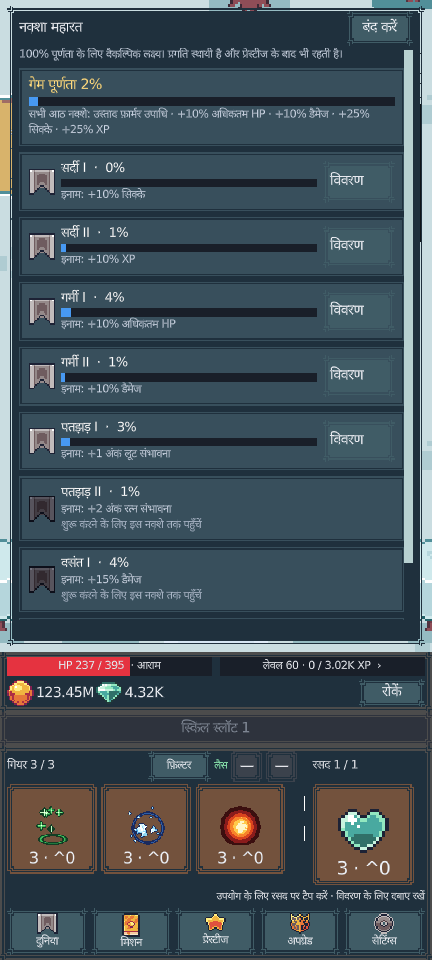 नक्शा महारत
बंद करें
100% पूर्णता के लिए वैकल्पिक लक्ष्य। प्रगति स्थायी है और प्रेस्टीज के बाद भी रहती है।
गेम पूर्णता 2%
सभी आठ नक्शे: उस्ताद फ़ार्मर उपाधि · +10% अधिकतम HP · +10% डैमेज · +25%
सिक्के · +25% XP
सर्दी I · 0%
इनाम: +10% सिक्के
विवरण
सर्दी II · 1%
इनाम: +10% XP
विवरण
गर्मी I · 4%
इनाम: +10% अधिकतम HP
विवरण
गर्मी II · 1%
इनाम: +10% डैमेज
विवरण
पतझड़ I · 3%
इनाम: +1 अंक लूट संभावना
विवरण
पतझड़ II · 1%
इनाम: +2 अंक रत्न संभावना
शुरू करने के लिए इस नक्शे तक पहुँचें
वसंत I · 4%
इनाम: +15% डैमेज
शुरू करने के लिए इस नक्शे तक पहुँचें
HP 237 / 395 · आराम
लेवल 60 · 0 / 3.02K XP ›
123.45M 4.32K
रोकें
स्किल स्लॉट 1
गियर 3 / 3
फ़िल्टर
लैस
— —
रसद 1 / 1
3 · ^0
3 · ^0
3 · ^0
3 · ^0
उपयोग के लिए रसद पर टैप करें · विवरण के लिए दबाए रखें
दुनिया
मिशन
प्रेस्टीज
अपग्रेड
सेटिंग्स